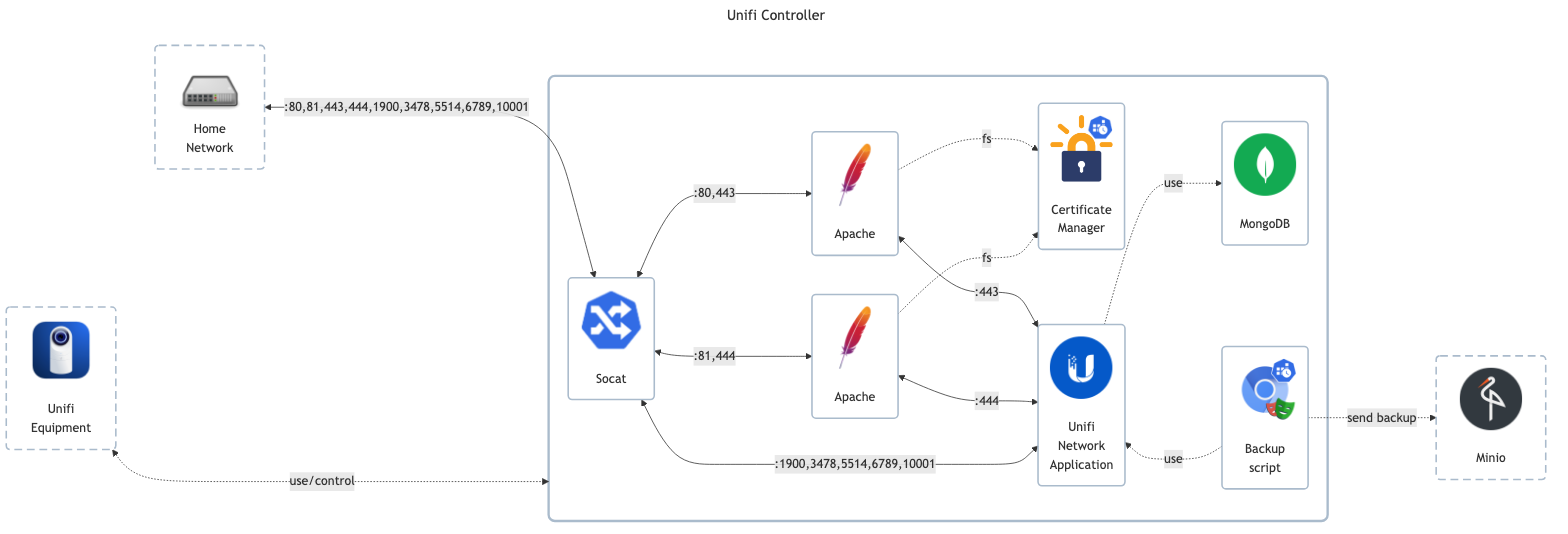 Unifi Controller
Home
Network
:80,81,443,444,1900,3478,5514,6789,10001
fs
Certificate
Manager
use
MongoDB
:80,443
Apache
fs
:443
Socat
:81,444
Apache
:444
Unifi
Network
Application
Unifi
Equipment
use/control
:1900,3478,5514,6789,10001
use
Backup
script
send backup
Minio